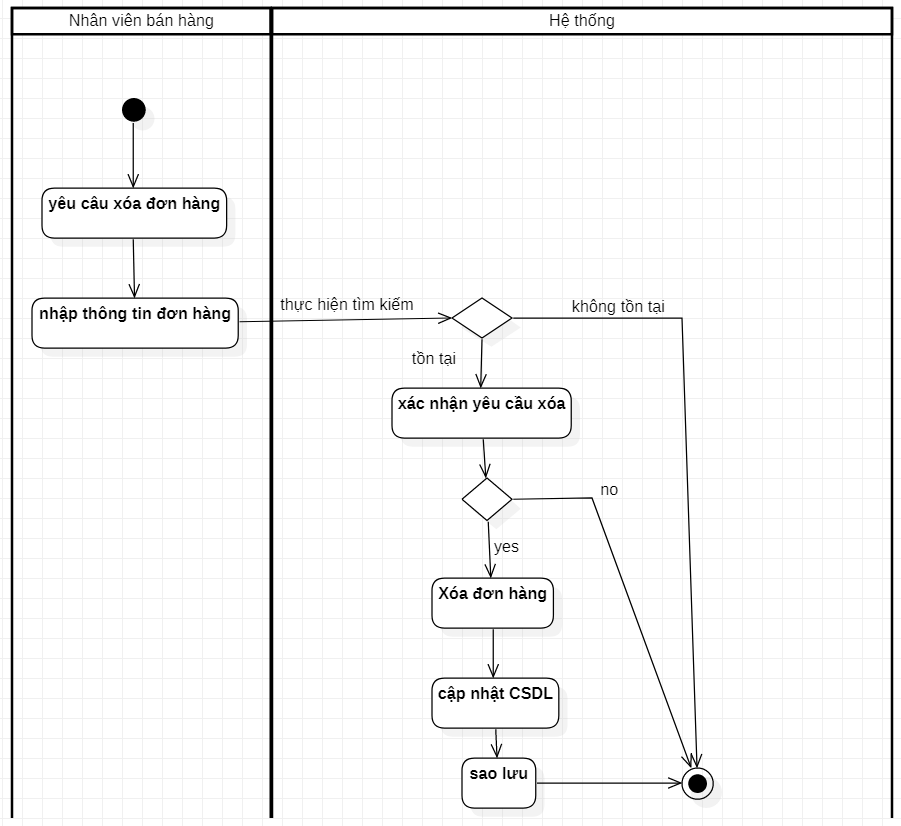 Nhân viên bán hàng
Hệ thống
yêu câu xóa đơn hàng
nhập thông tin đơn hàng
thực hiện tìm kiếm
không tồn tại
tồn tại
xác nhận yêu cầu xóa
no
yes
Xóa đơn hàng
cập nhật CSDL
sao lưu